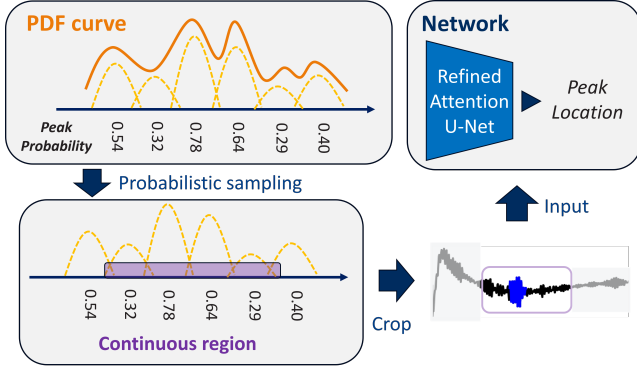 PDF curve
Peak
Probability
0.54
0.32
0.78
0.64
0.29
0.40
Probabilistic sampling
0.54
0.32
0.78
0.64
0.29
0.40
Continuous region
Crop
Input
Network
Refined
Attention
U-Net
Peak
Location